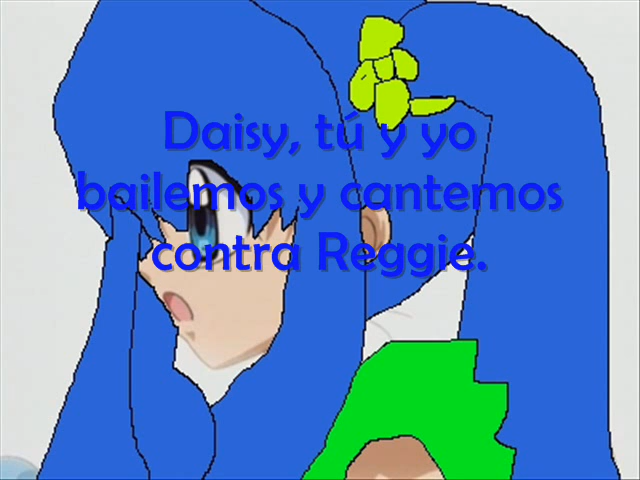 Daisy, tú y yo
bailemos y cantemos
contra Reggie.